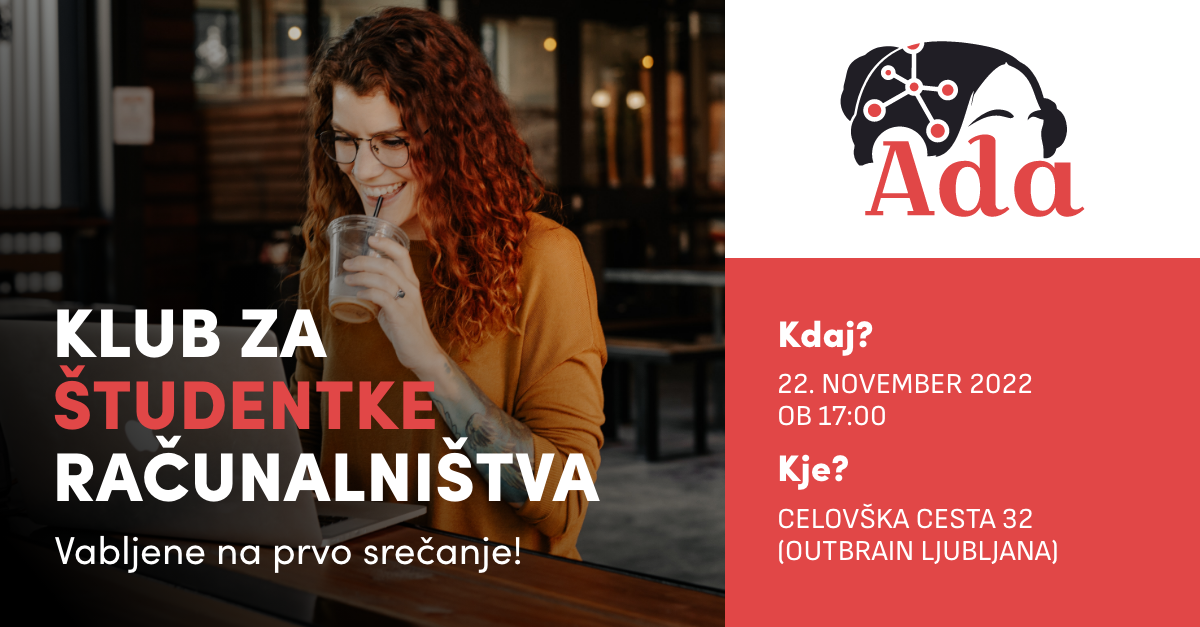 KLUB ZA
ŠTUDENTKE
RAČUNALNIŠTVA
Vabljene na prvo srečanje!
Ada
Kdaj?
22. NOVEMBER 2022
OB 17:00
Kje?
CELOVŠKA CESTA 32
(OUTBRAIN LJUBLJANA)